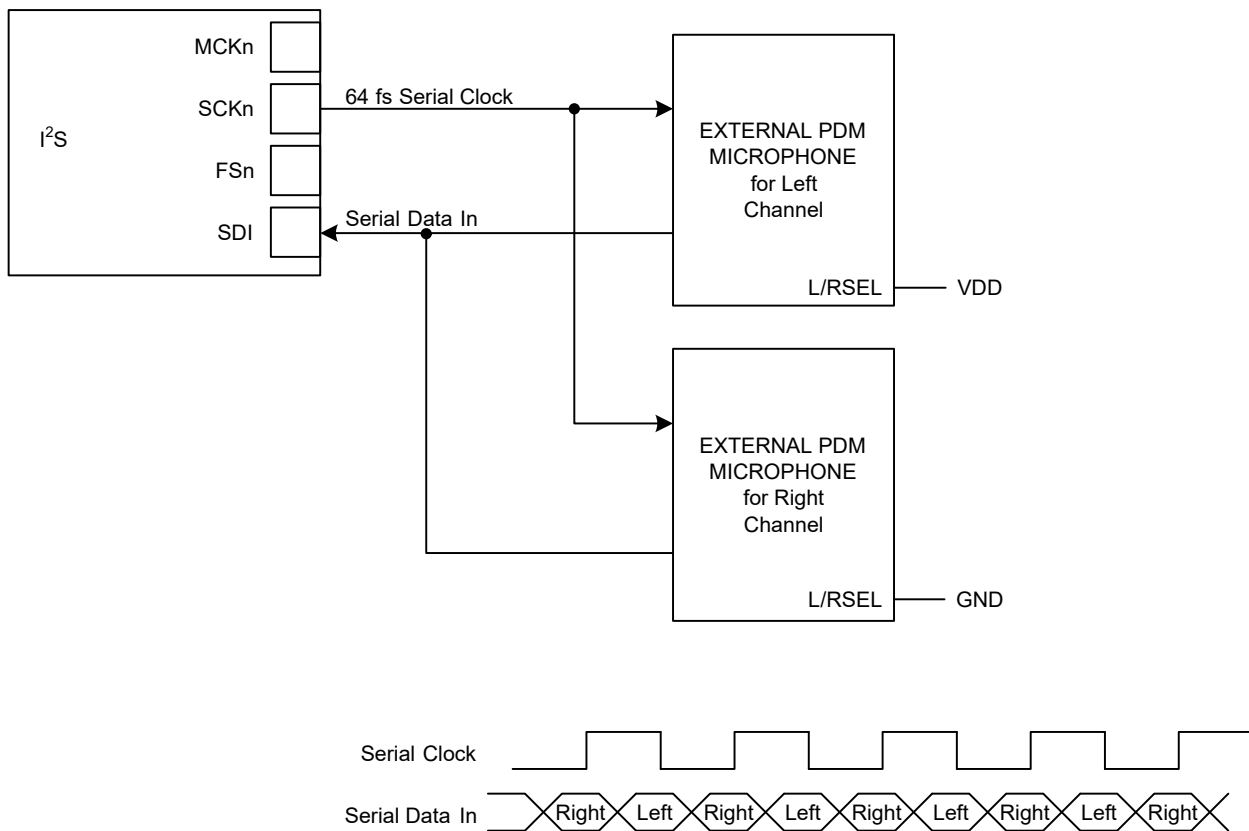 MCKn
SCKn
I²S
FSn
SDI
64 fs Serial Clock
Serial Data In
EXTERNAL PDM
MICROPHONE
for Left
Channel
L/RSEL
VDD
EXTERNAL PDM
MICROPHONE
for Right
Channel
L/RSEL
GND
Serial Clock
Serial Data In
Right Left Right Left Right Left Right Left Right